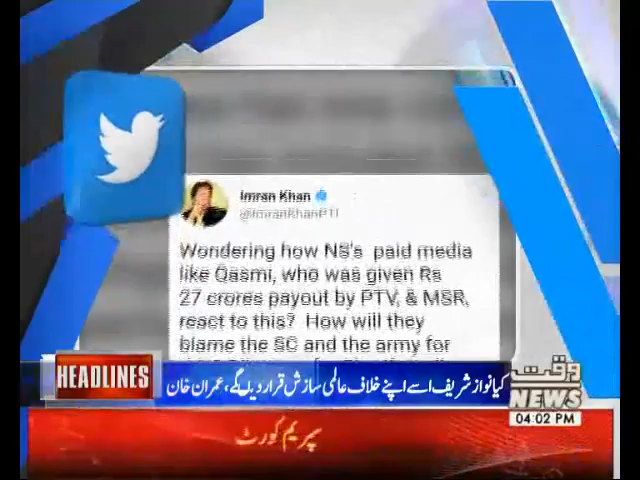 Imran Khan
@ImranKhanPTI
Wondering how NS's paid media
like Qasmi, who was given Rs
27 crores payout by PTV, & MSR,
react to this? How will they
blame the SC and the army for
HEADLINES
کیا نواز شریف اسے اپنے خلاف عالمی سازش قرار دیں گے، عمران خان
وقت
NEWS
04:02 PM
سپریم کورٹ